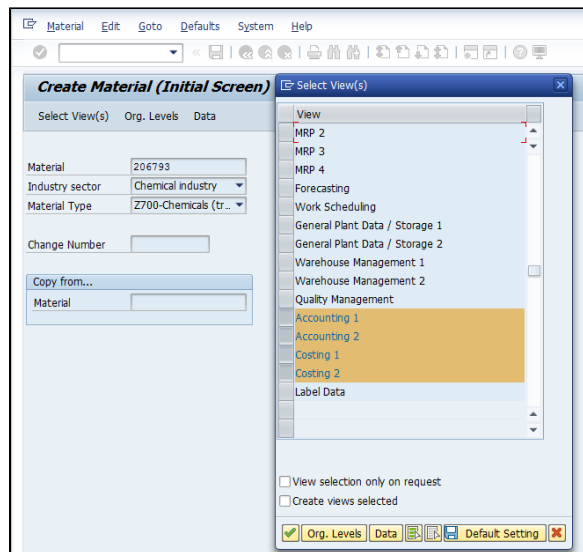 Material Edit Goto Defaults System Help
Create Material (Initial Screen)
Select View(s) Org. Levels Data
Material 206793
Industry sector Chemical industry
Material Type Z700-Chemicals (tr...
Change Number
Copy from...
Material
Select View(s)
View
MRP 2
MRP 3
MRP 4
Forecasting
Work Scheduling
General Plant Data / Storage 1
General Plant Data / Storage 2
Warehouse Management 1
Warehouse Management 2
Quality Management
Accounting 1
Accounting 2
Costing 1
Costing 2
Label Data
View selection only on request
Create views selected
Org. Levels Data Default Setting